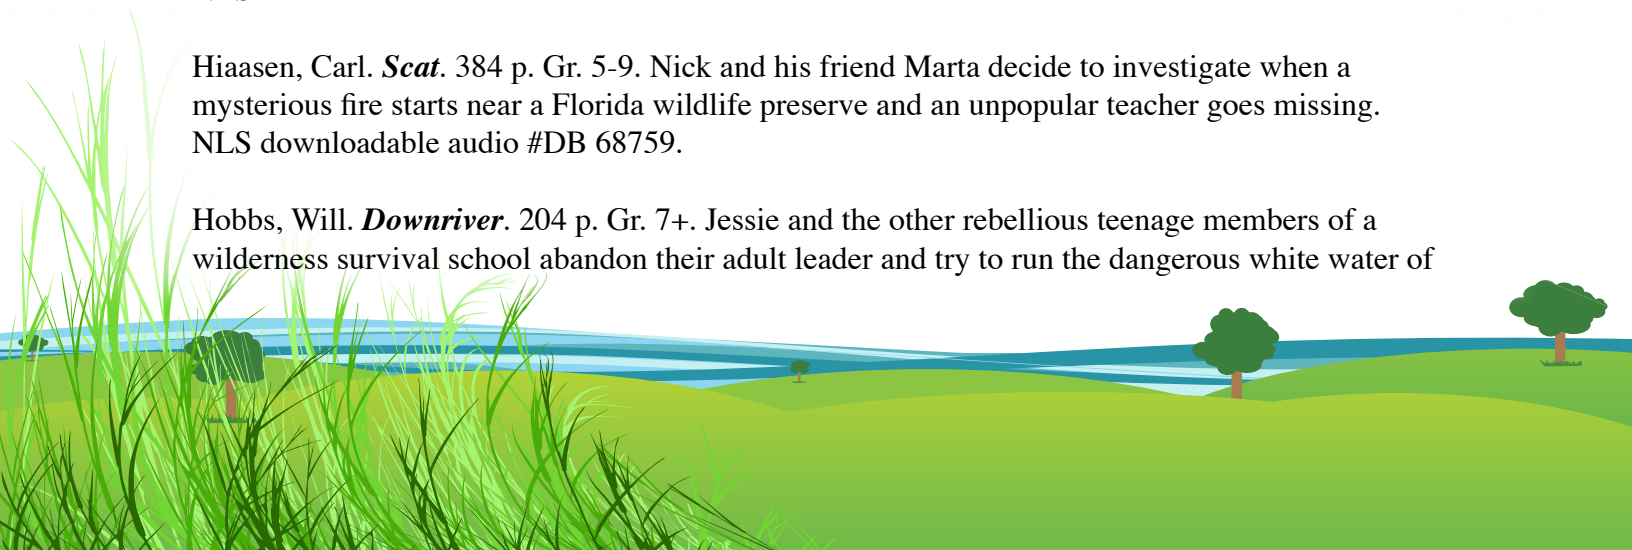 Hiaasen, Carl. Scat. 384 p. Gr. 5-9. Nick and his friend Marta decide to investigate when a
mysterious fire starts near a Florida wildlife preserve and an unpopular teacher goes missing.
NLS downloadable audio #DB 68759.
Hobbs, Will. Downriver. 204 p. Gr. 7+. Jessie and the other rebellious teenage members of a
wilderness survival school abandon their adult leader and try to run the dangerous white water of